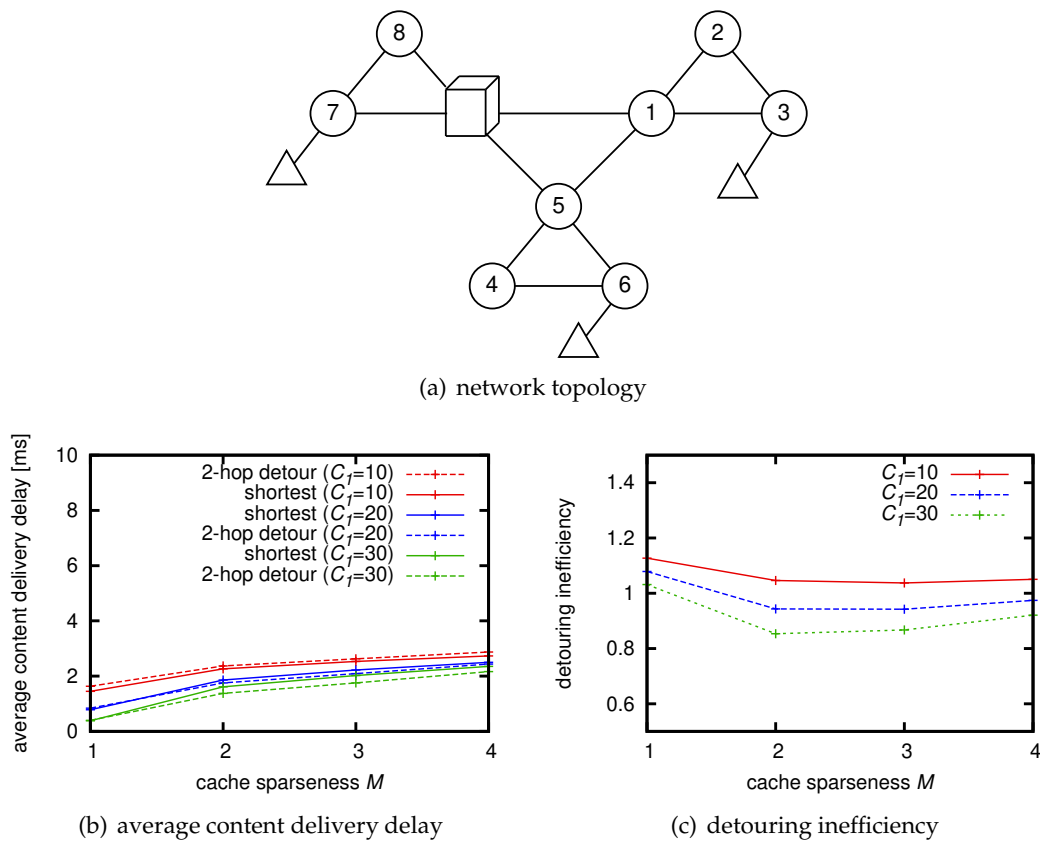 8
2
7
1
3
5
4
6
(a) network topology
average content delivery delay [ms]
10
8
6
4
2
0
2-hop detour (C1=10)
shortest (C1=10)
shortest (C1=20)
2-hop detour (C1=20)
shortest (C1=30)
2-hop detour (C1=30)
1 2 3 4
cache sparseness M
(b) average content delivery delay
detouring inefficiency
1.4
1.2
1
0.8
0.6
C1=10
C1=20
C1=30
1 2 3 4
cache sparseness M
(c) detouring inefficiency